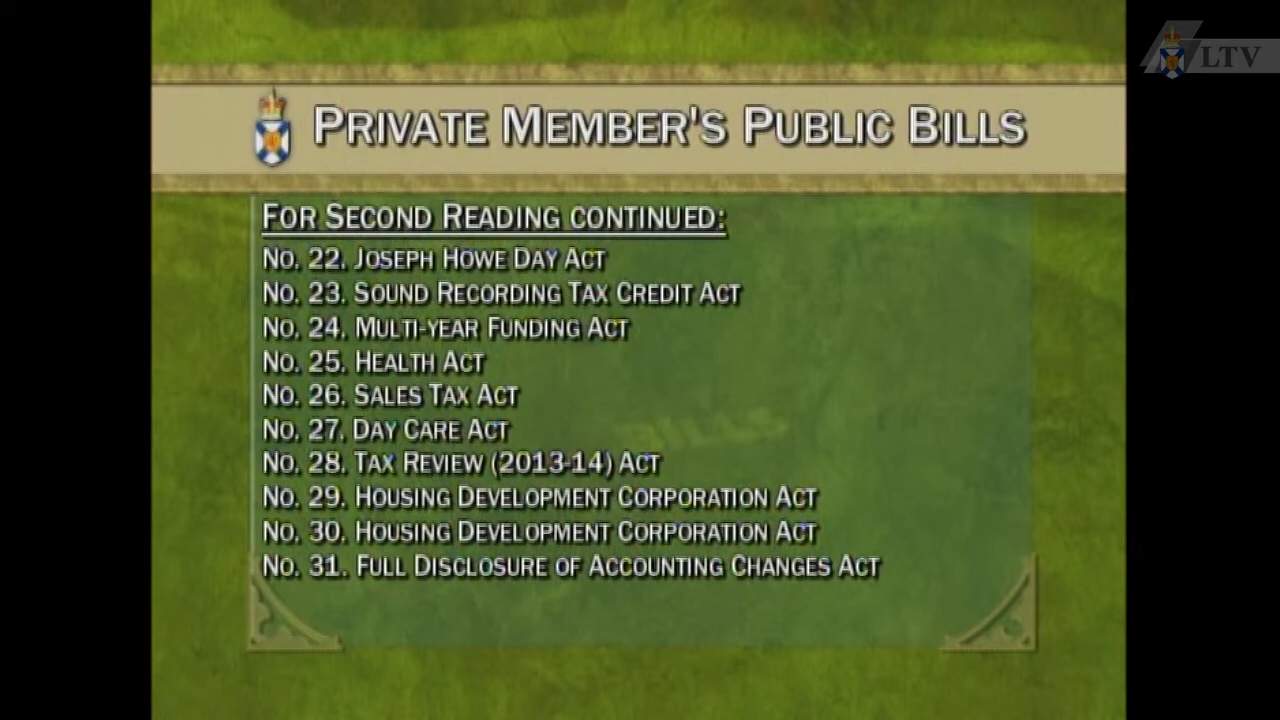 LTV
PRIVATE MEMBER'S PUBLIC BILLS
FOR SECOND READING CONTINUED:
NO. 22. JOSEPH HOWE DAY ACT
NO. 23. SOUND RECORDING TAX CREDIT ACT
NO. 24. MULTI-YEAR FUNDING ACT
NO. 25. HEALTH ACT
NO. 26. SALES TAX ACT
NO. 27. DAY CARE ACT
NO. 28. TAX REVIEW (2013-14) ACT
NO. 29. HOUSING DEVELOPMENT CORPORATION ACT
NO. 30. HOUSING DEVELOPMENT CORPORATION ACT
NO. 31. FULL DISCLOSURE OF ACCOUNTING CHANGES ACT